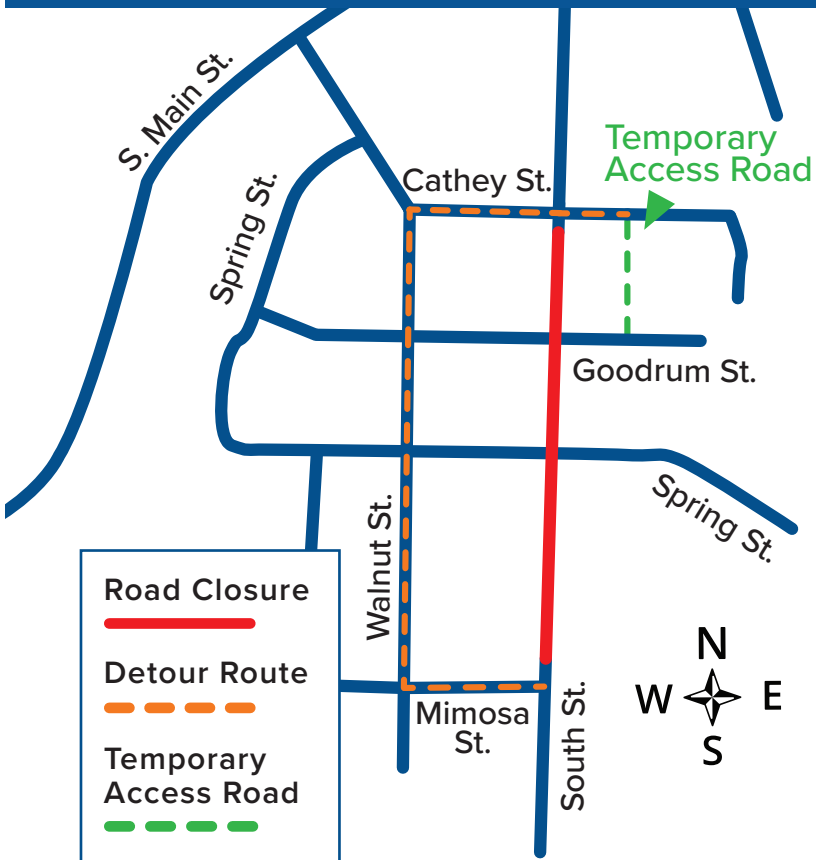 S. Main St.
Temporary
Access Road
Cathey St.
Spring St.
Goodrum St.
Spring St.
Walnut St.
Road Closure
Detour Route
Temporary
Access Road
Mimosa
St.
South St.
N
W E
S